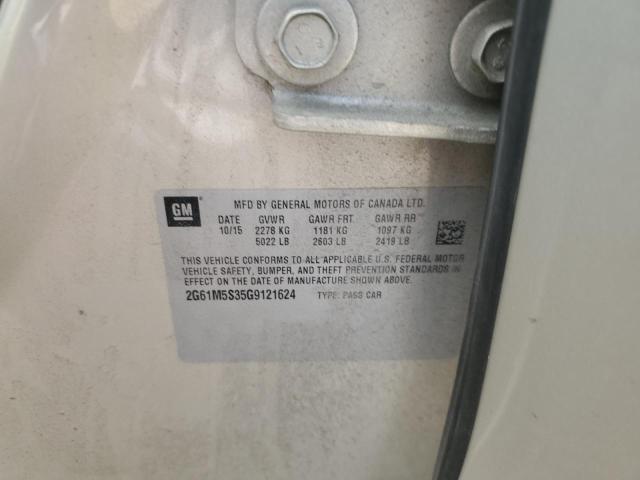 GM
MFD BY GENERAL MOTORS OF CANADA LTD.
DATE GVWR GAWR FRT GAWR RR
10/15 2278 KG 1181 KG 1097 KG
5022 LB 2603 LB 2419 LB
THIS VEHICLE CONFORMS TO ALL APPLICABLE U.S. FEDERAL MOTOR
VEHICLE SAFETY, BUMPER, AND THEFT PREVENTION STANDARDS IN
EFFECT ON THE DATE OF MANUFACTURE SHOWN ABOVE.
2G61M5S35G9121624 TYPE: PASS CAR